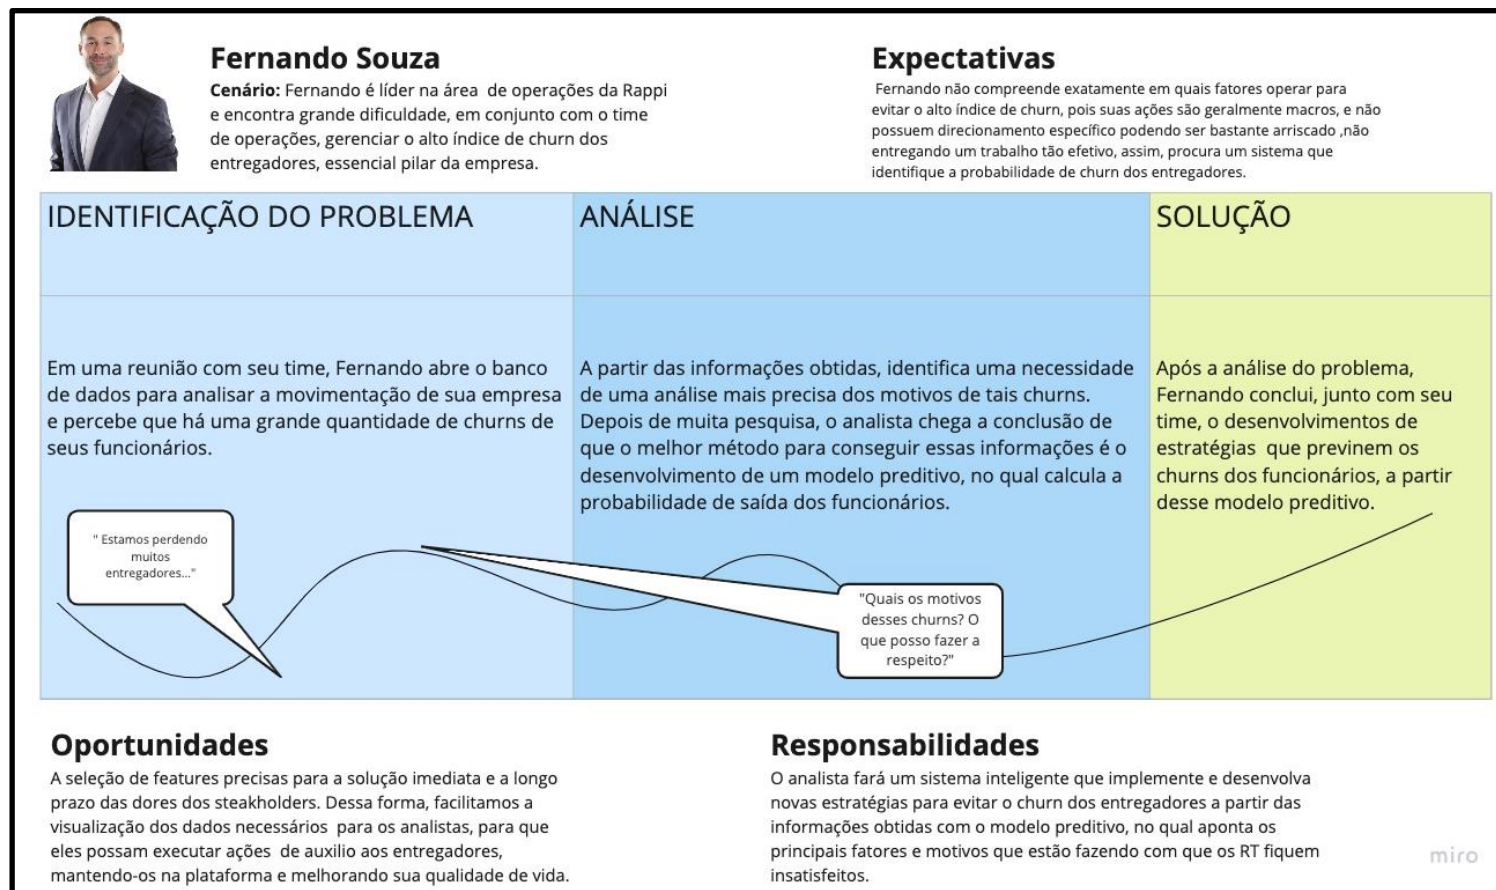 Fernando Souza
Cenário: Fernando é líder na área de operações da Rappi
e encontra grande dificuldade, em conjunto com o time
de operações, gerenciar o alto índice de churn dos
entregadores, essencial pilar da empresa.
Expectativas
Fernando não compreende exatamente em quais fatores operar para
evitar o alto índice de churn, pois suas ações são geralmente macros, e não
possuem direcionamento específico podendo ser bastante arriscado ,não
entregando um trabalho tão efetivo, assim, procura um sistema que
identifique a probabilidade de churn dos entregadores.
IDENTIFICAÇÃO DO PROBLEMA
ANÁLISE
SOLUÇÃO
Em uma reunião com seu time, Fernando abre o banco
de dados para analisar a movimentação de sua empresa
e percebe que há uma grande quantidade de churns de
seus funcionários.
A partir das informações obtidas, identifica uma necessidade
de uma análise mais precisa dos motivos de tais churns.
Depois de muita pesquisa, o analista chega a conclusão de
que o melhor método para conseguir essas informações é o
desenvolvimento de um modelo preditivo, no qual calcula a
probabilidade de saída dos funcionários.
Após a análise do problema,
Fernando conclui, junto com seu
time, o desenvolvimentos de
estratégias que previnem os
churns dos funcionários, a partir
desse modelo preditivo.
" Estamos perdendo
muitos
entregadores..."
"Quais os motivos
desses churns? O
que posso fazer a
respeito?"
Oportunidades
A seleção de features precisas para a solução imediata e a longo
prazo das dores dos steakholders. Dessa forma, facilitamos a
visualização dos dados necessários para os analistas, para que
eles possam executar ações de auxilio aos entregadores,
mantendo-os na plataforma e melhorando sua qualidade de vida.
Responsabilidades
O analista fará um sistema inteligente que implemente e desenvolva
novas estratégias para evitar o churn dos entregadores a partir das
informações obtidas com o modelo preditivo, no qual aponta os
principais fatores e motivos que estão fazendo com que os RT fiquem
insatisfeitos.
miro